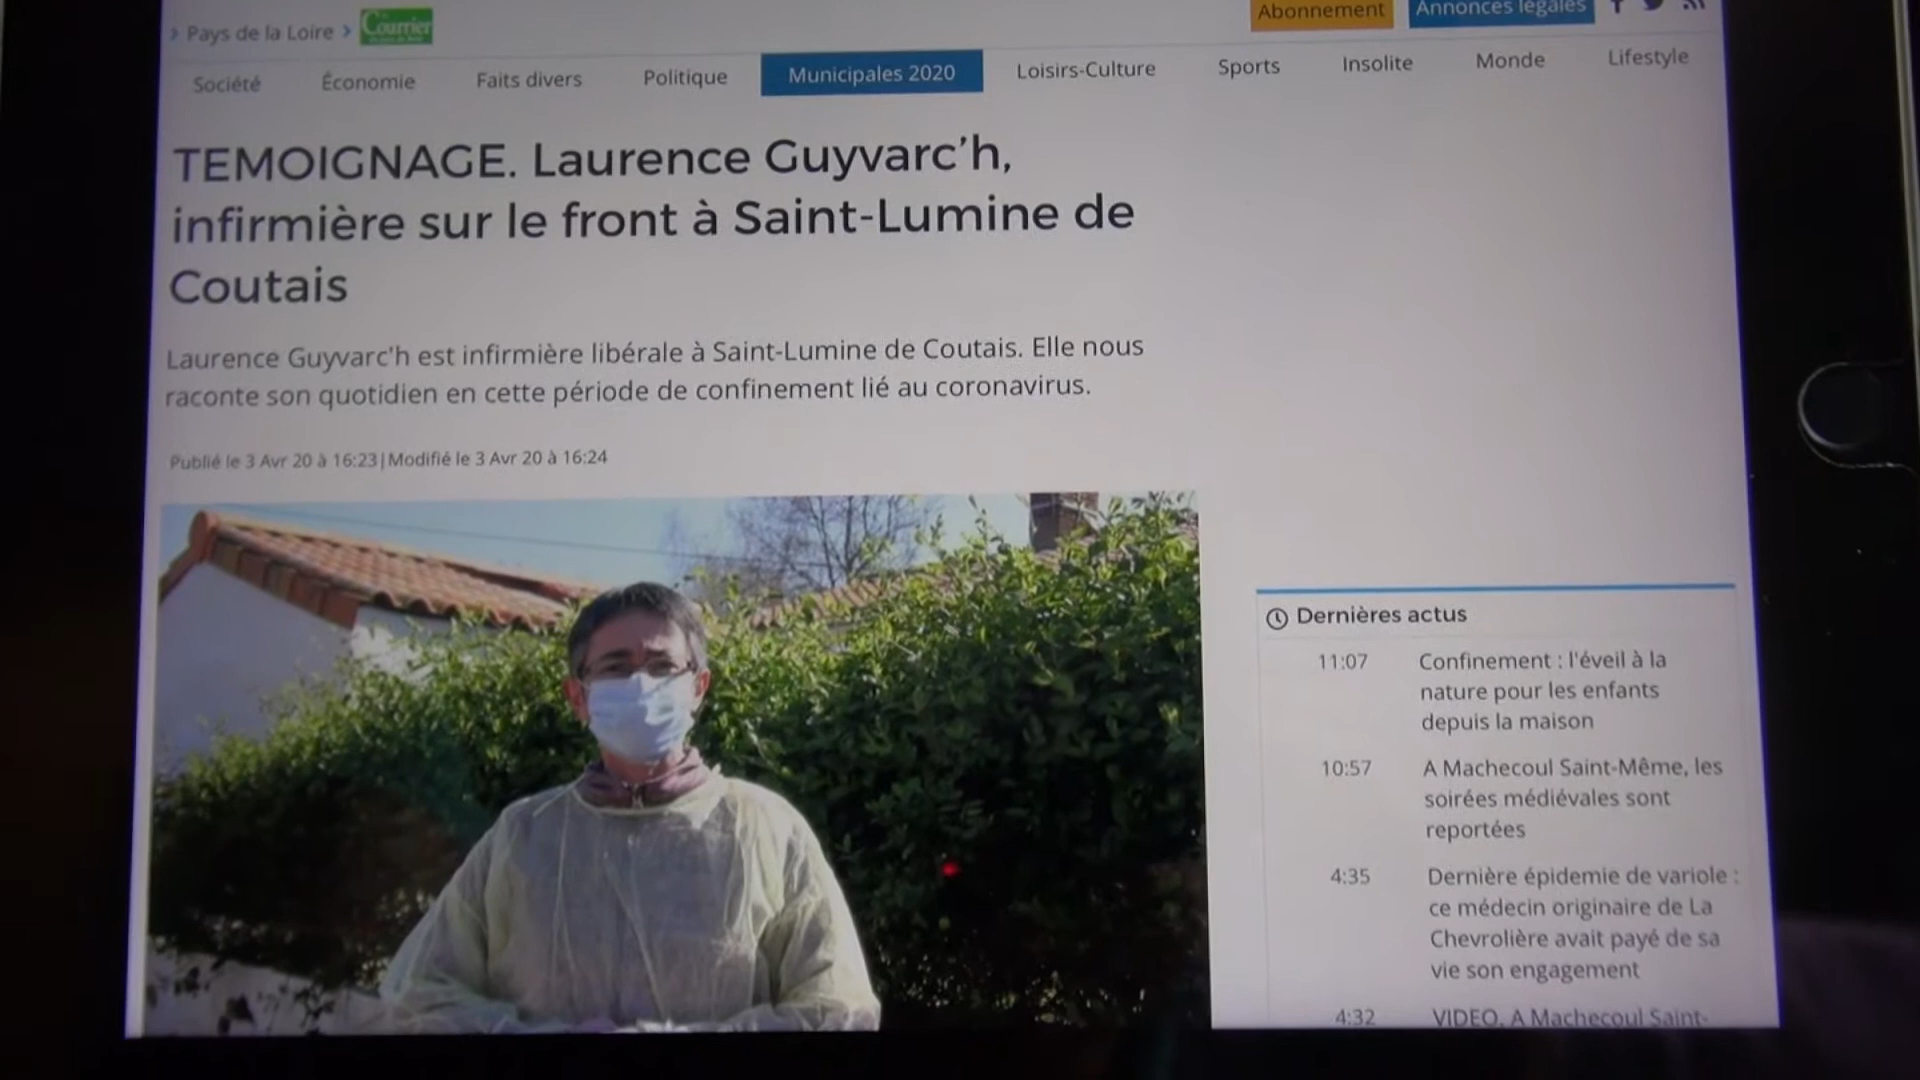 Pays de la Loire
Courrier
Abonnement
Annonces légales
Société
Économie
Faits divers
Politique
Municipales 2020
Loisirs-Culture
Sports
Insolite
Monde
Lifestyle
TEMOIGNAGE. Laurence Guyvarc’h,
infirmière sur le front à Saint-Lumine de
Coutais
Laurence Guyvarc'h est infirmière libérale à Saint-Lumine de Coutais. Elle nous
raconte son quotidien en cette période de confinement lié au coronavirus.
Publié le 3 Avr 20 à 16:23 | Modifié le 3 Avr 20 à 16:24
Dernières actus
11:07 Confinement : l'éveil à la
nature pour les enfants
depuis la maison
10:57 A Machecoul Saint-Même, les
soirées médiévales sont
reportées
4:35 Dernière épidemie de variole :
ce médecin originaire de La
Chevrolière avait payé de sa
vie son engagement
4:32 VIDEO. A Machecoul Saint-